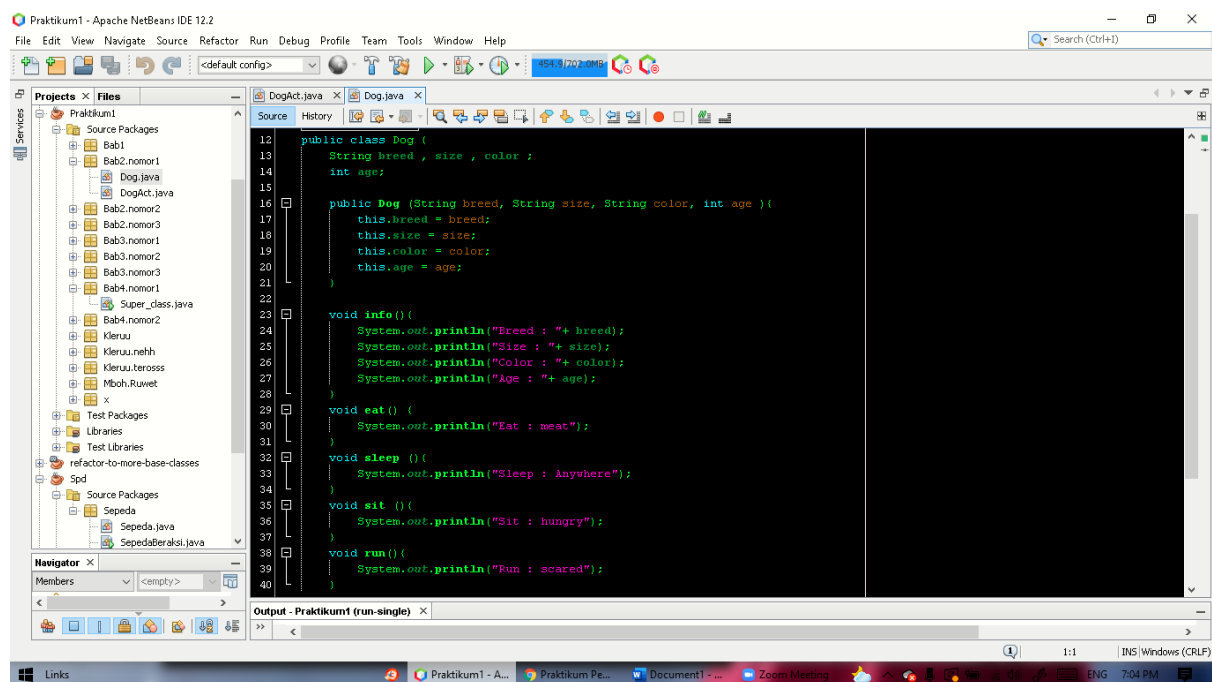 Praktikum1 - Apache NetBeans IDE 12.2
File Edit View Navigate Source Refactor Run Debug Profile Team Tools Window Help
Search (Ctrl+I)
<default config>
454.9/702.0MB
Projects Files
DogAct.java Dog.java
Services
Source History
Praktikum1
Source Packages
Bab1
Bab2.nomor1
Dog.java
DogAct.java
Bab2.nomor2
Bab2.nomor3
Bab3.nomor1
Bab3.nomor2
Bab3.nomor3
Bab4.nomor1
Super_class.java
Bab4.nomor2
Kleruu
Kleruu.nehh
Kleruu.terosss
Mboh.Ruwet
x
Test Packages
Libraries
Test Libraries
refactor-to-more-base-classes
Spd
Source Packages
Sepeda
Sepeda.java
SepedaBeraksi.java
12 public class Dog {
13 String breed , size , color ;
14 int age;
15
16 public Dog (String breed, String size, String color, int age ){
17 this.breed = breed;
18 this.size = size;
19 this.color = color;
20 this.age = age;
21 }
22
23 void info(){
24 System.out.println("Breed : "+ breed);
25 System.out.println("Size : "+ size);
26 System.out.println("Color : "+ color);
27 System.out.println("Age : "+ age);
28 }
29 void eat() {
30 System.out.println("Eat : meat");
31 }
32 void sleep (){
33 System.out.println("Sleep : Anywhere");
34 }
35 void sit (){
36 System.out.println("Sit : hungry");
37 }
38 void run(){
39 System.out.println("Run : scared");
40 }
Navigator
Members <empty>
Output - Praktikum1 (run-single)
1 1:1 INS Windows (CRLF)
Links Praktikum1 - A... Praktikum Pe... Document1 - ... Zoom Meeting ENG 7:04 PM